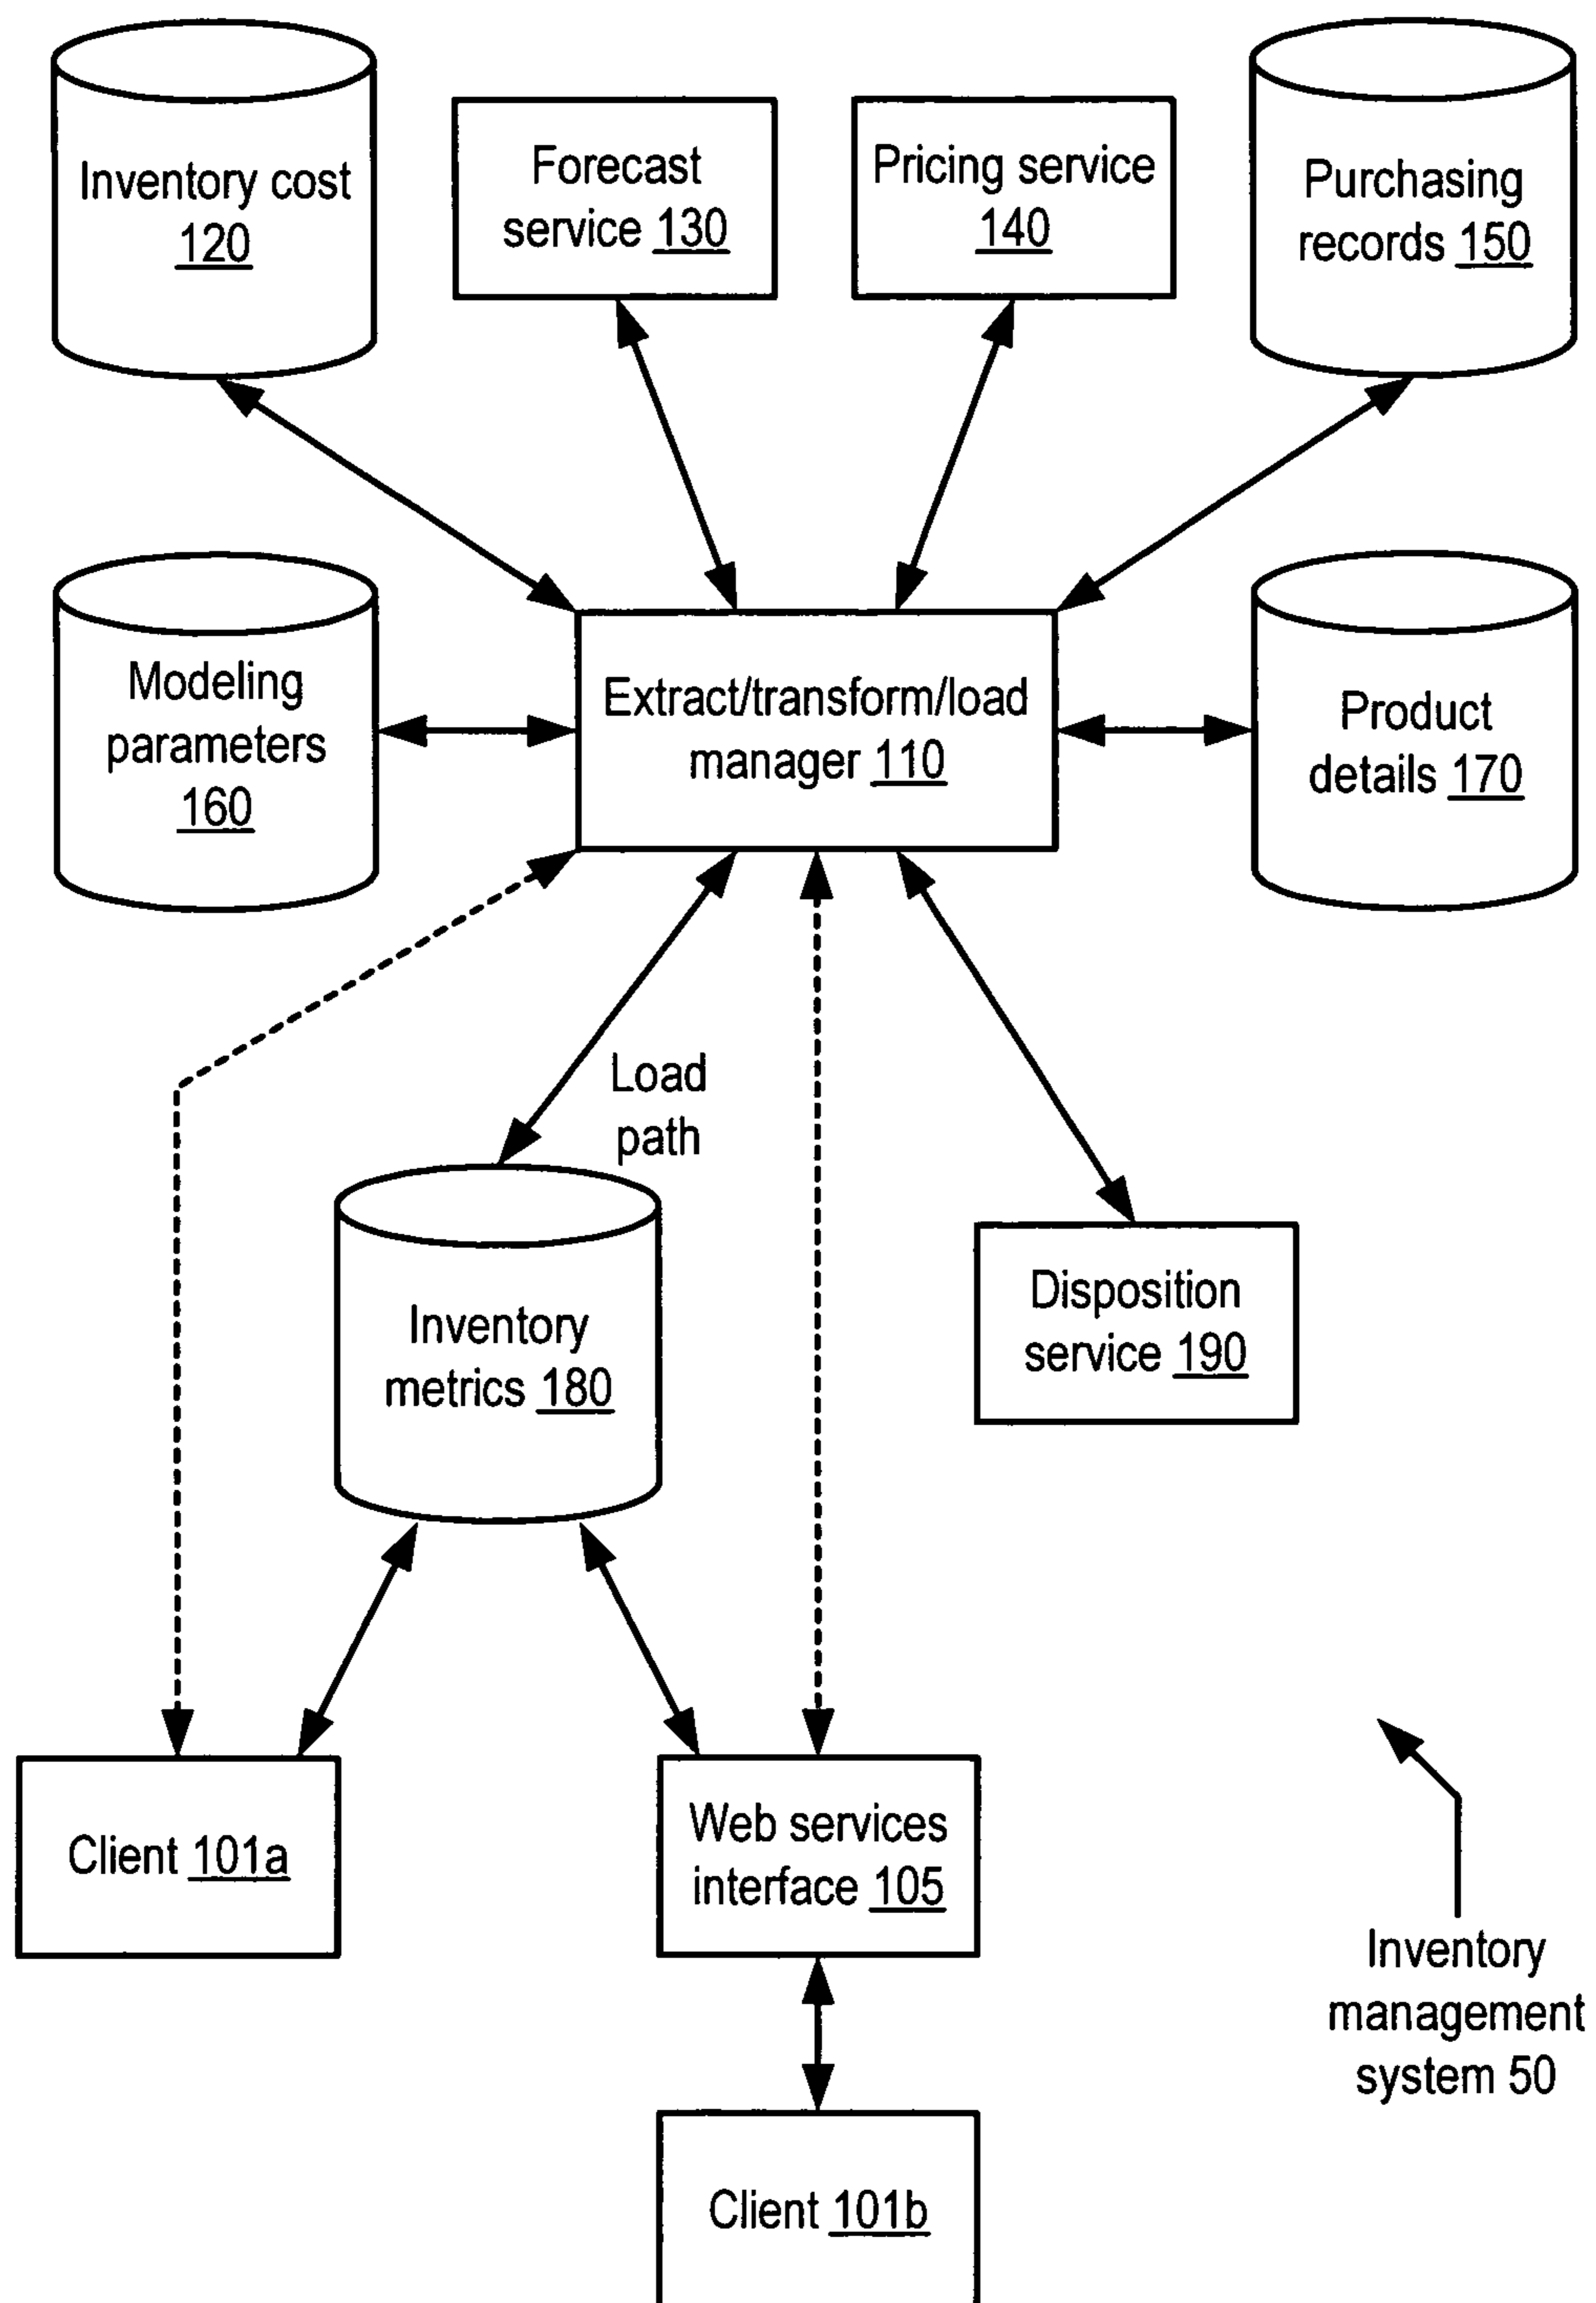 Inventory cost
120
Forecast
service 130
Pricing service
140
Purchasing
records 150
Modeling
parameters
160
Extract/transform/load
manager 110
Product
details 170
Load
path
Inventory
metrics 180
Disposition
service 190
Client 101a
Web services
interface 105
Inventory
management
system 50
Client 101b